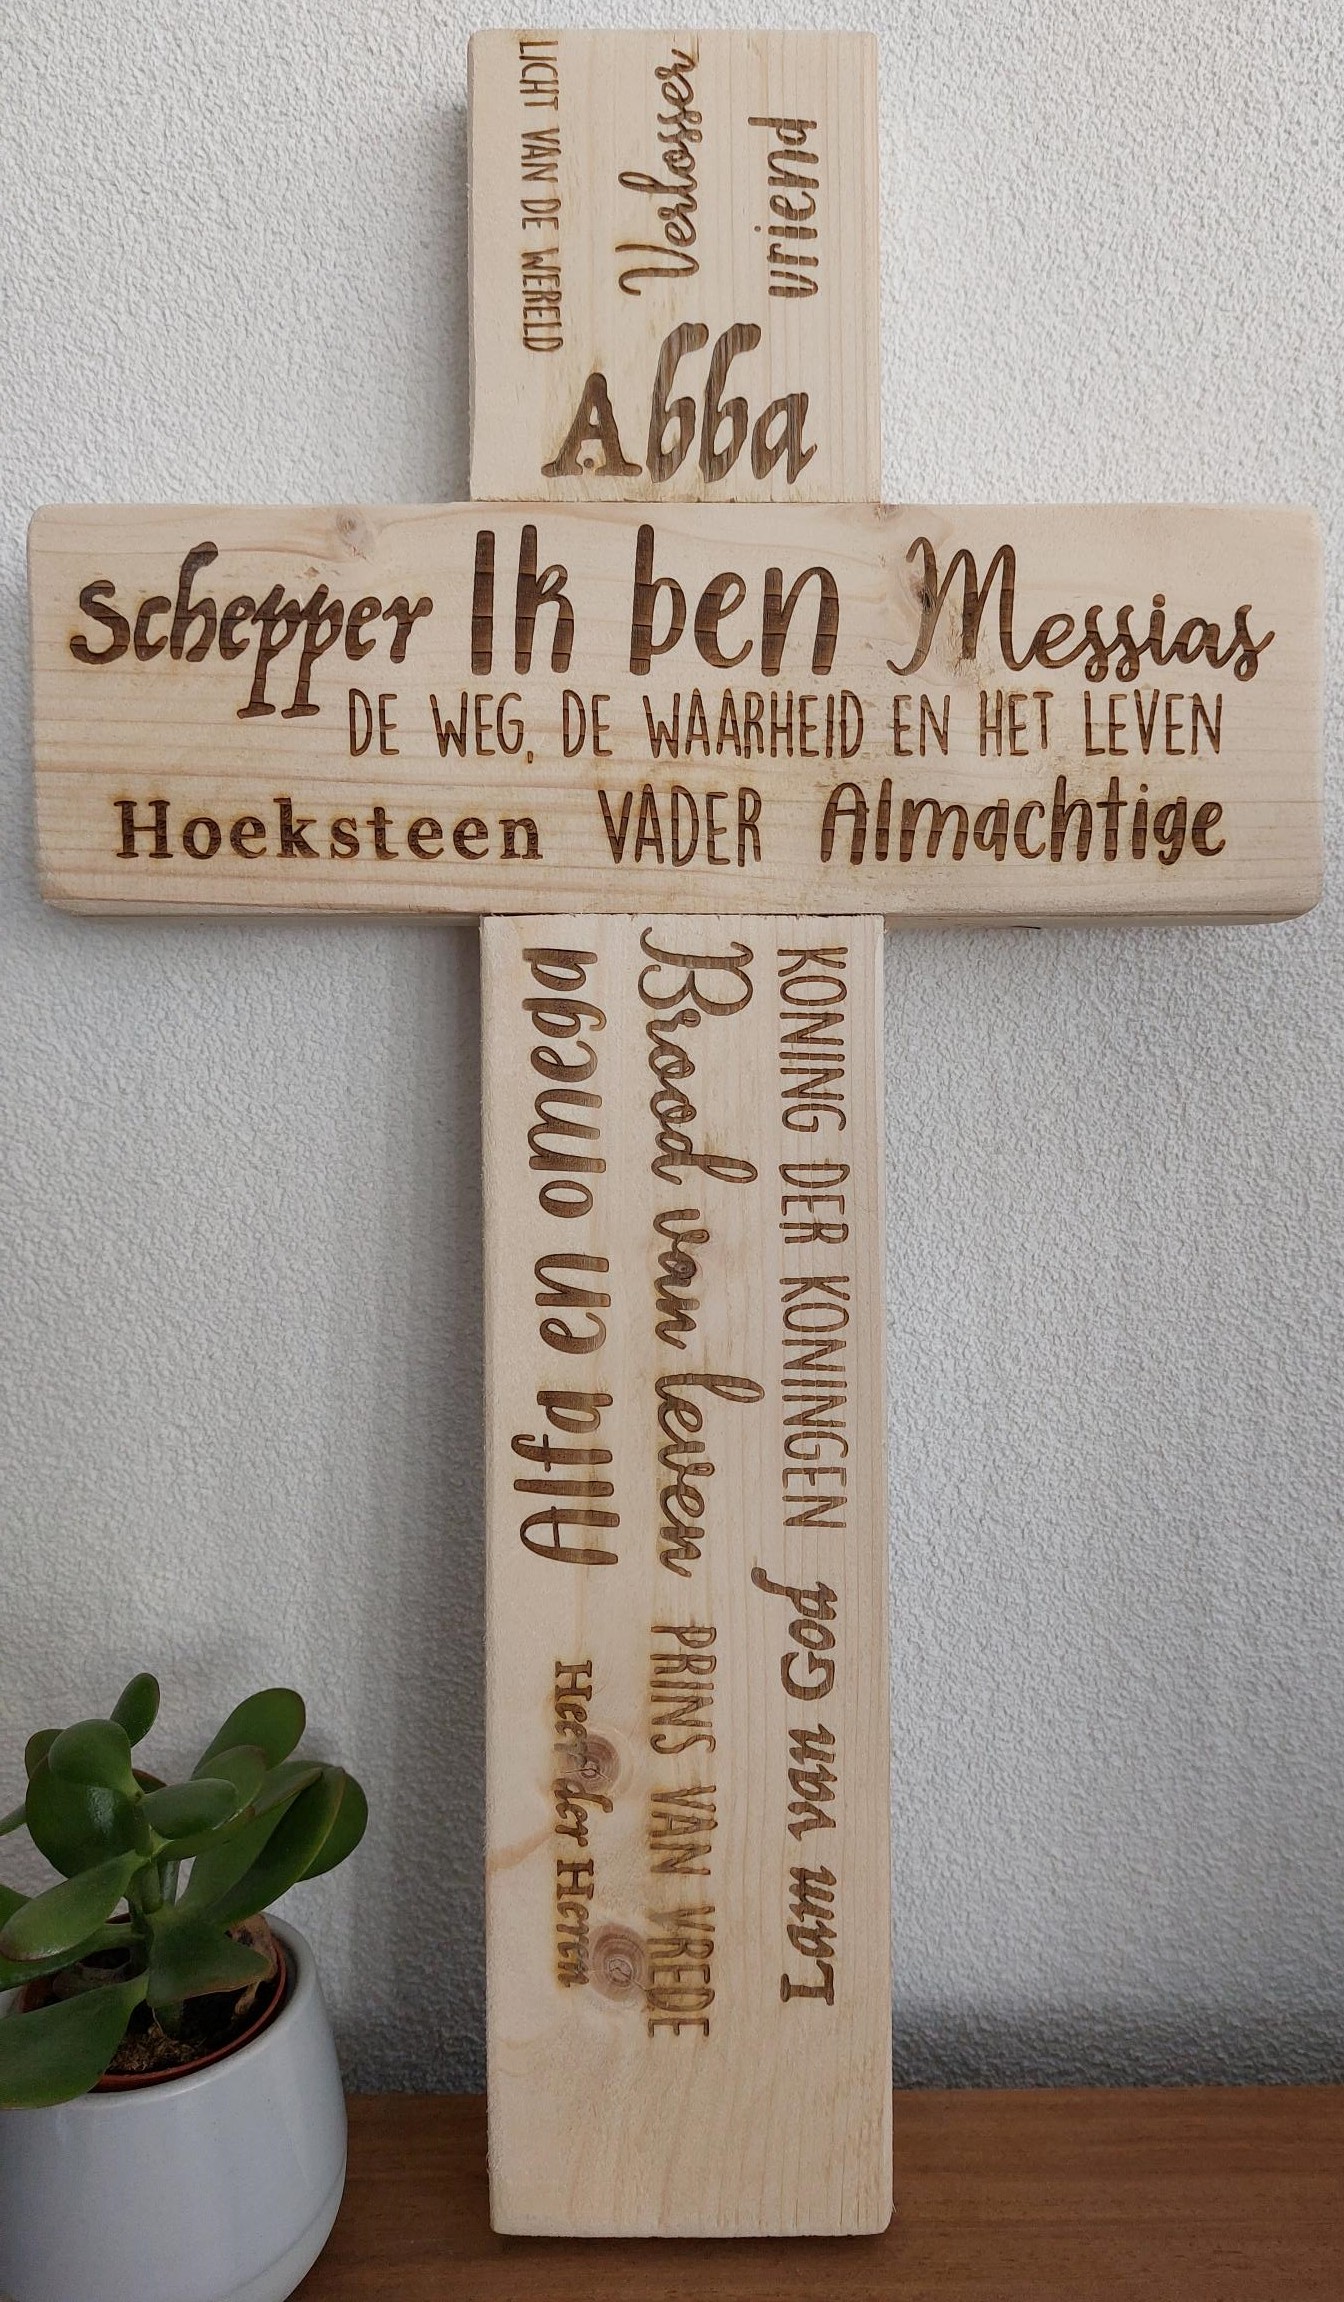 LICHT VAN DE WERELD
Verlosser
vriend
Abba
Schepper Ik ben Messias
DE WEG, DE WAARHEID EN HET LEVEN
Hoeksteen VADER Almachtige
Alfa en omega
Brood van leven
KONING DER KONINGEN
Heer der Heren
PRINS VAN VREDE
Lam van God